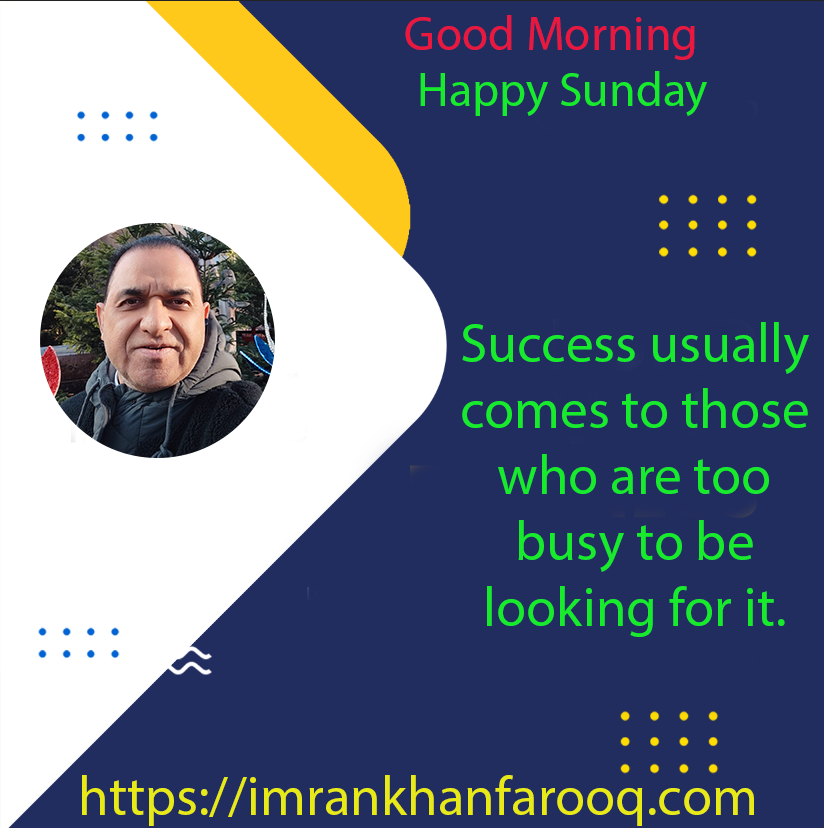 Good Morning
Happy Sunday
Success usually
comes to those
who are too
busy to be
looking for it.
https://imrankhanfarooq.com